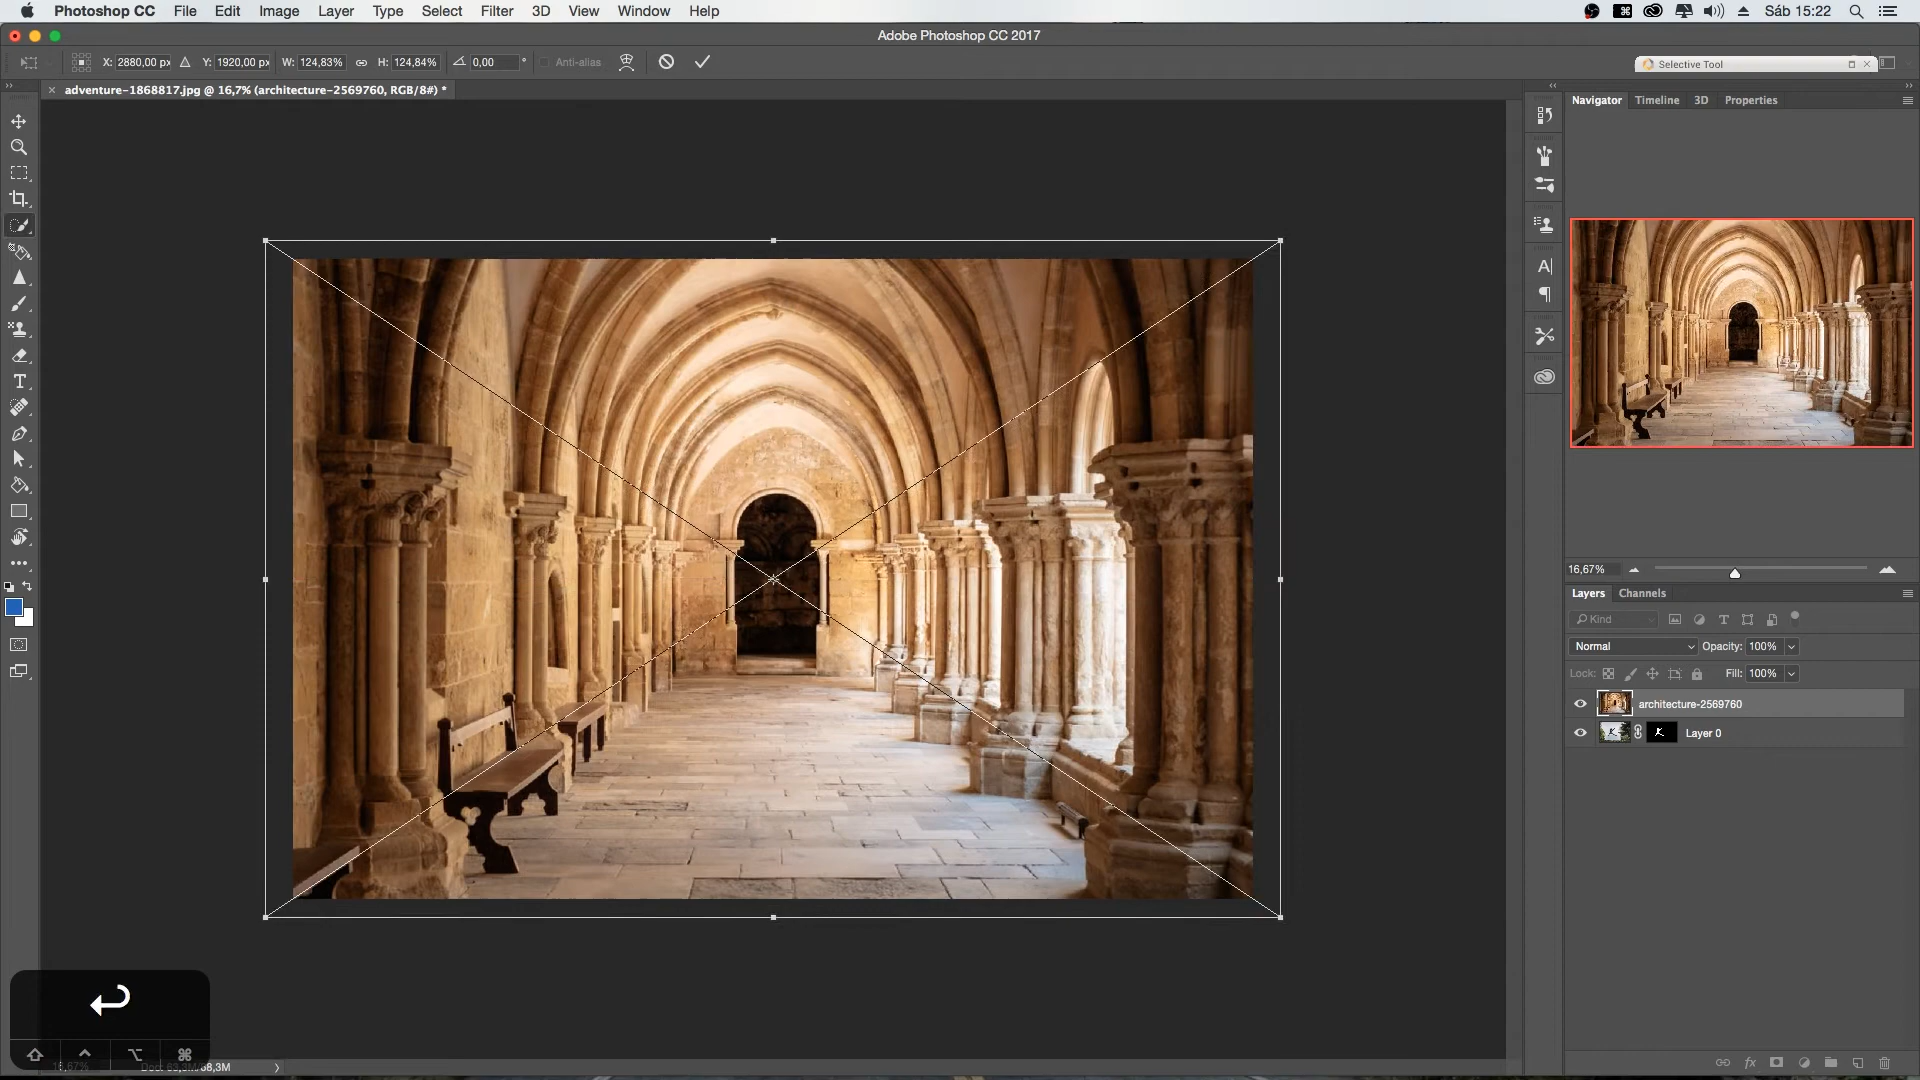 Photoshop CC File Edit Image Layer Type Select Filter 3D View Window Help Sáb 15:22
Adobe Photoshop CC 2017
X: 2880,00 px Y: 1920,00 px W: 124,83% H: 124,84% 0,00 ° Anti-alias
Selective Tool
adventure-1868817.jpg @ 16,7% (architecture-2569760, RGB/8#) *
Navigator Timeline 3D Properties
16,67%
Layers Channels
Kind
Normal Opacity: 100%
Lock: Fill: 100%
architecture-2569760
Layer 0